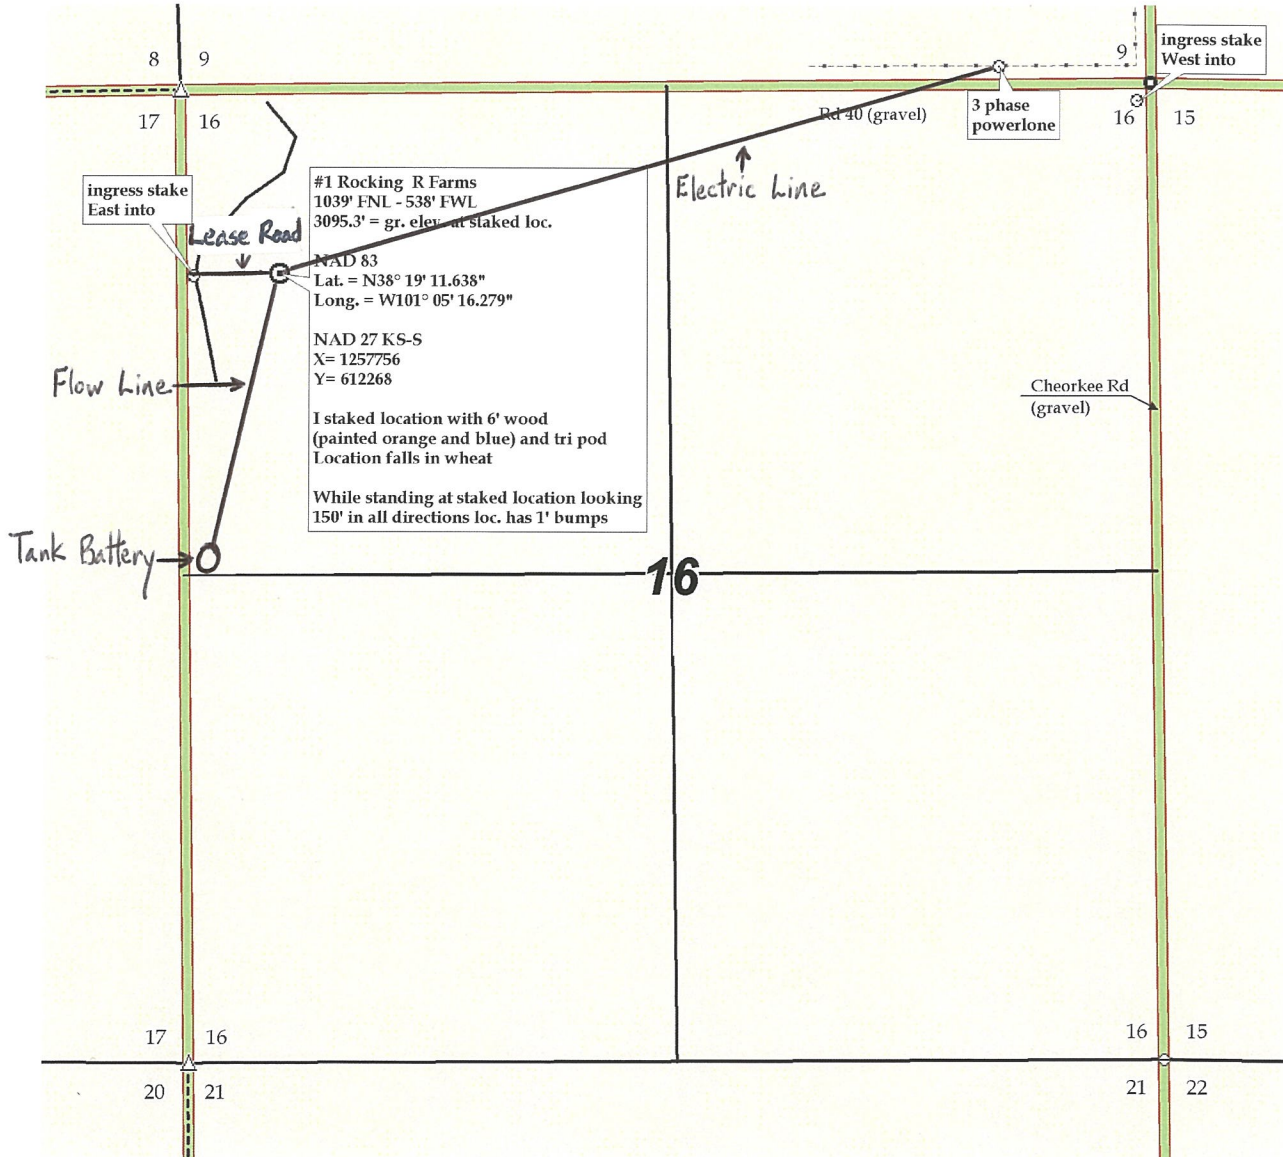 8 9
9
ingress stake
West into
17 16
Rd 40 (gravel)
3 phase
powerlone
16 15
ingress stake
East into
#1 Rocking R Farms
1039' FNL - 538' FWL
3095.3' = gr. elev. at staked loc.
NAD 83
Lat. = N38° 19' 11.638"
Long. = W101° 05' 16.279"
NAD 27 KS-S
X= 1257756
Y= 612268
I staked location with 6' wood
(painted orange and blue) and tri pod
Location falls in wheat
While standing at staked location looking
150' in all directions loc. has 1' bumps
Electric Line
Lease Road
Flow Line
Cheorkee Rd
(gravel)
Tank Battery
16
17 16
20 21
16 15
21 22